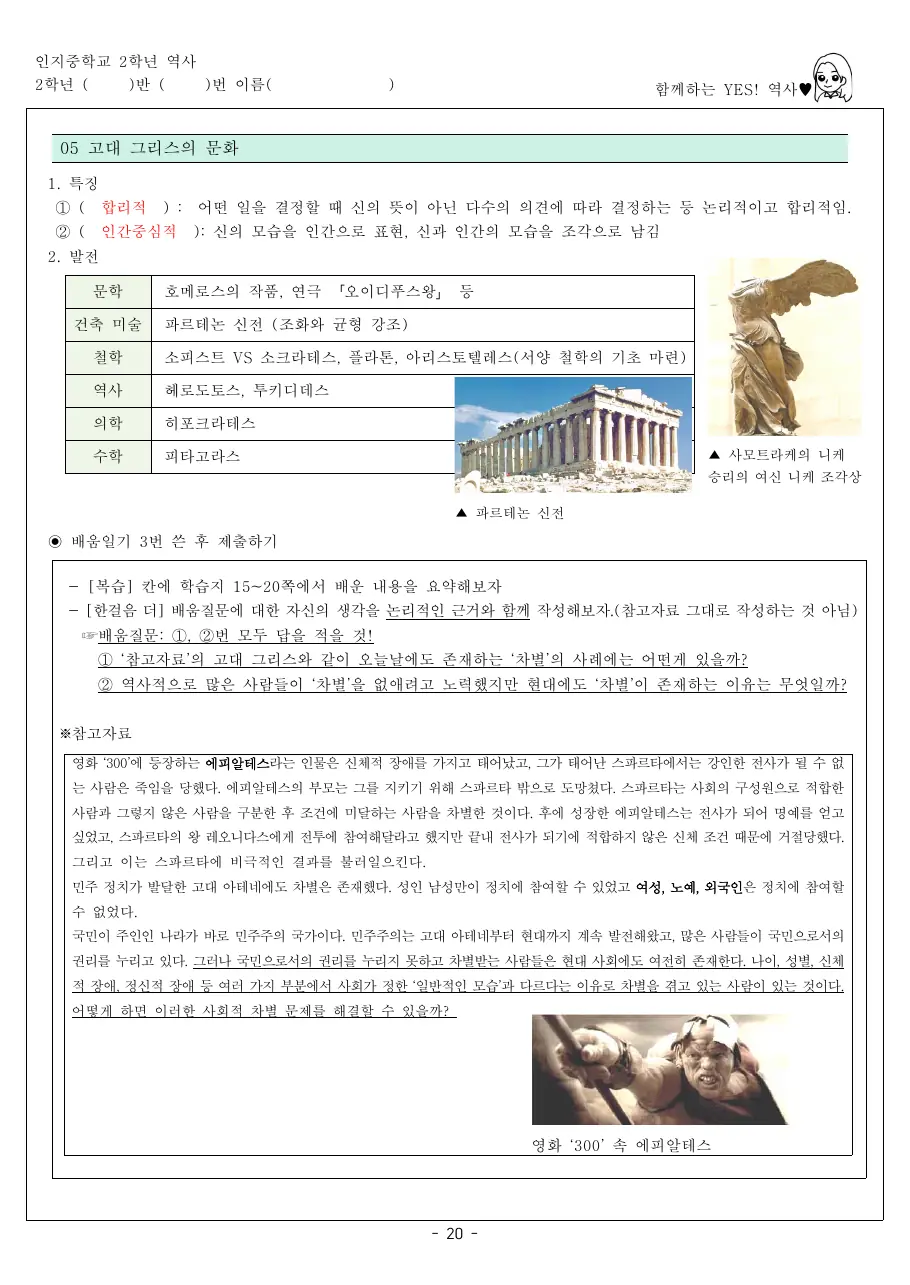 인지중학교 2학년 역사
2학년 (    )반 (    )번 이름(            )
함께하는 YES! 역사♥
05 고대 그리스의 문화
1. 특징
① ( 합리적 ) : 어떤 일을 결정할 때 신의 뜻이 아닌 다수의 의견에 따라 결정하는 등 논리적이고 합리적임.
② ( 인간중심적 ): 신의 모습을 인간으로 표현, 신과 인간의 모습을 조각으로 남김
2. 발전
문학 호메로스의 작품, 연극 「오이디푸스왕」 등
건축 미술 파르테논 신전 (조화와 균형 강조)
철학 소피스트 VS 소크라테스, 플라톤, 아리스토텔레스(서양 철학의 기초 마련)
역사 헤로도토스, 투키디데스
의학 히포크라테스
수학 피타고라스
▲ 사모트라케의 니케
승리의 여신 니케 조각상
▲ 파르테논 신전
◉ 배움일기 3번 쓴 후 제출하기
- [복습] 칸에 학습지 15~20쪽에서 배운 내용을 요약해보자
- [한걸음 더] 배움질문에 대한 자신의 생각을 논리적인 근거와 함께 작성해보자.(참고자료 그대로 작성하는 것 아님)
☞배움질문: ①, ②번 모두 답을 적을 것!
① ‘참고자료’의 고대 그리스와 같이 오늘날에도 존재하는 ‘차별’의 사례에는 어떤게 있을까?
② 역사적으로 많은 사람들이 ‘차별’을 없애려고 노력했지만 현대에도 ‘차별’이 존재하는 이유는 무엇일까?
※참고자료
영화 ‘300’에 등장하는 에피알테스라는 인물은 신체적 장애를 가지고 태어났고, 그가 태어난 스파르타에서는 강인한 전사가 될 수 없
는 사람은 죽임을 당했다. 에피알테스의 부모는 그를 지키기 위해 스파르타 밖으로 도망쳤다. 스파르타는 사회의 구성원으로 적합한
사람과 그렇지 않은 사람을 구분한 후 조건에 미달하는 사람을 차별한 것이다. 후에 성장한 에피알테스는 전사가 되어 명예를 얻고
싶었고, 스파르타의 왕 레오니다스에게 전투에 참여해달라고 했지만 끝내 전사가 되기에 적합하지 않은 신체 조건 때문에 거절당했다.
그리고 이는 스파르타에 비극적인 결과를 불러일으킨다.
민주 정치가 발달한 고대 아테네에도 차별은 존재했다. 성인 남성만이 정치에 참여할 수 있었고 여성, 노예, 외국인은 정치에 참여할
수 없었다.
국민이 주인인 나라가 바로 민주주의 국가이다. 민주주의는 고대 아테네부터 현대까지 계속 발전해왔고, 많은 사람들이 국민으로서의
권리를 누리고 있다. 그러나 국민으로서의 권리를 누리지 못하고 차별받는 사람들은 현대 사회에도 여전히 존재한다. 나이, 성별, 신체
적 장애, 정신적 장애 등 여러 가지 부분에서 사회가 정한 ‘일반적인 모습’과 다르다는 이유로 차별을 겪고 있는 사람이 있는 것이다.
어떻게 하면 이러한 사회적 차별 문제를 해결할 수 있을까?
영화 ‘300’ 속 에피알테스
- 20 -